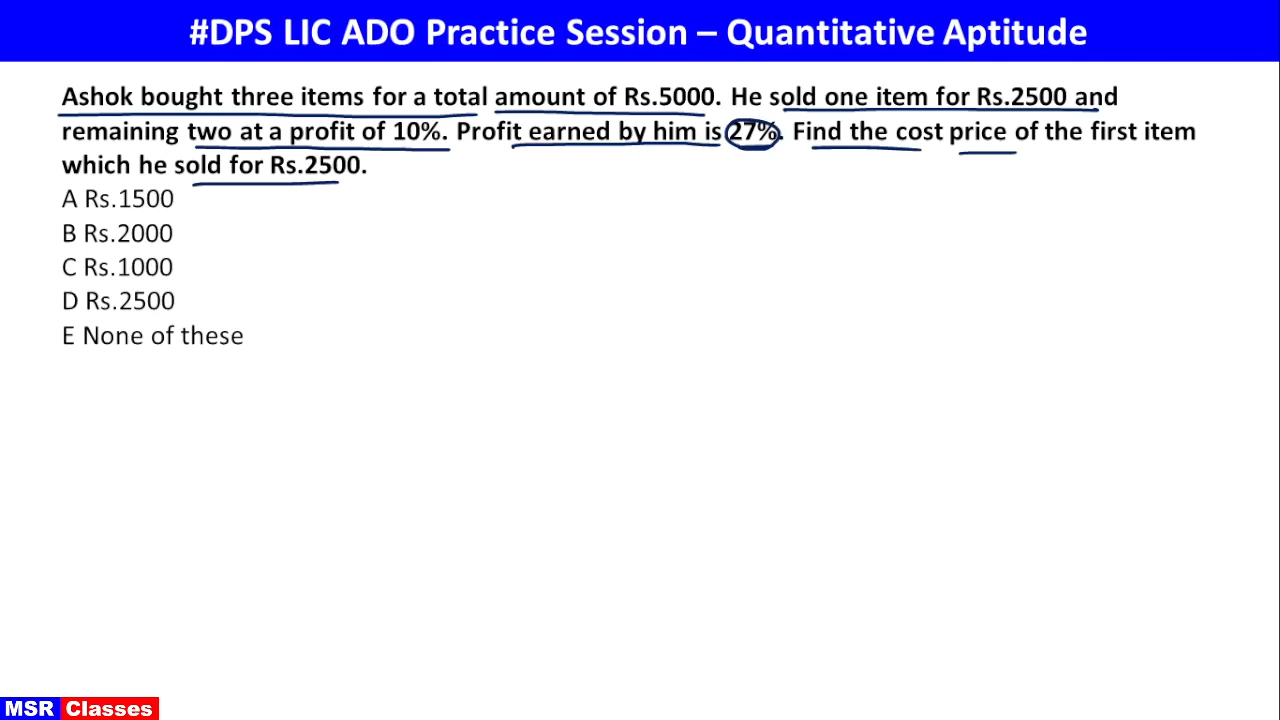 #DPS LIC ADO Practice Session – Quantitative Aptitude
Ashok bought three items for a total amount of Rs.5000. He sold one item for Rs.2500 and
remaining two at a profit of 10%. Profit earned by him is 27%. Find the cost price of the first item
which he sold for Rs.2500.
A Rs.1500
B Rs.2000
C Rs.1000
D Rs.2500
E None of these
MSR Classes